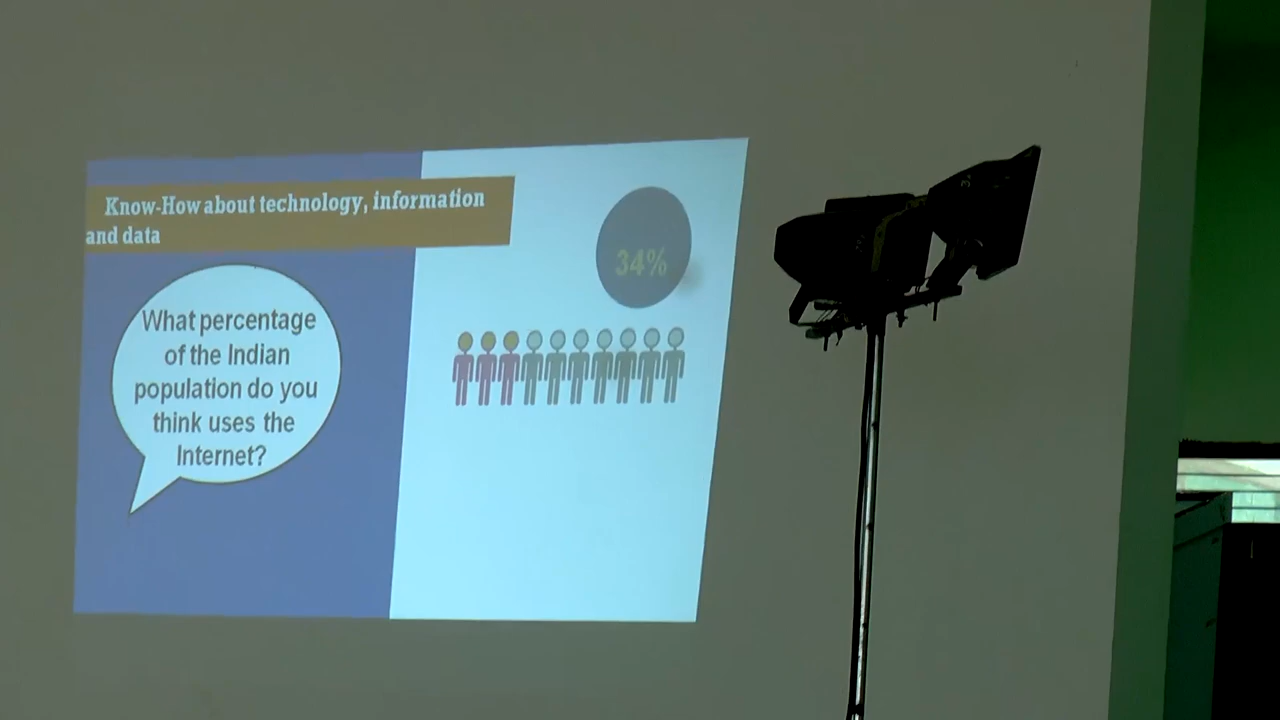 Know-How about technology, information
and data
34%
What percentage
of the Indian
population do you
think uses the
Internet?